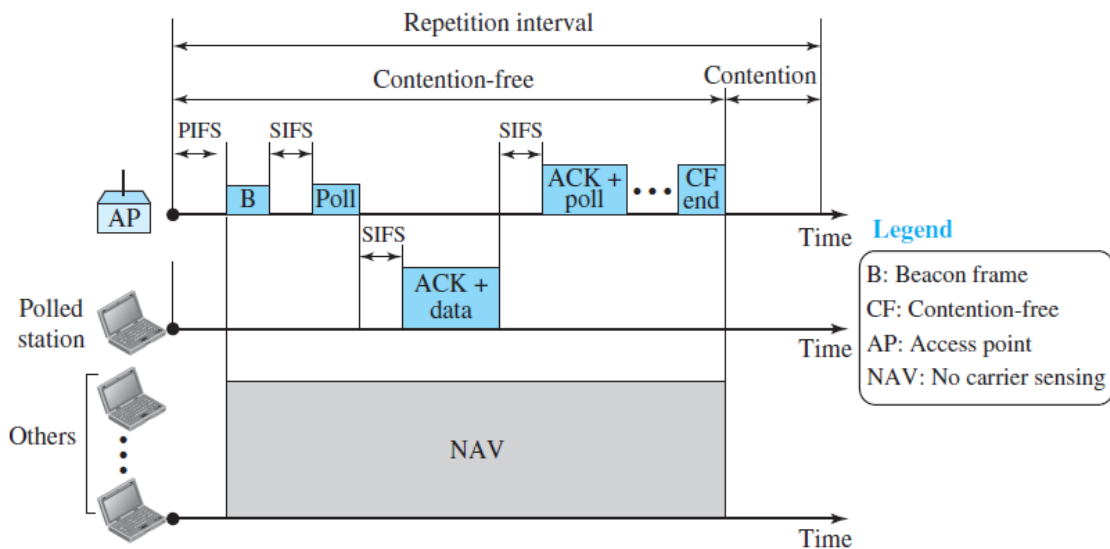 Repetition interval
Contention-free
Contention
PIFS
SIFS
SIFS
B
Poll
ACK +
poll
CF
end
AP
Time
SIFS
ACK +
data
Polled
station
Time
Others
NAV
Time
Legend
B: Beacon frame
CF: Contention-free
AP: Access point
NAV: No carrier sensing